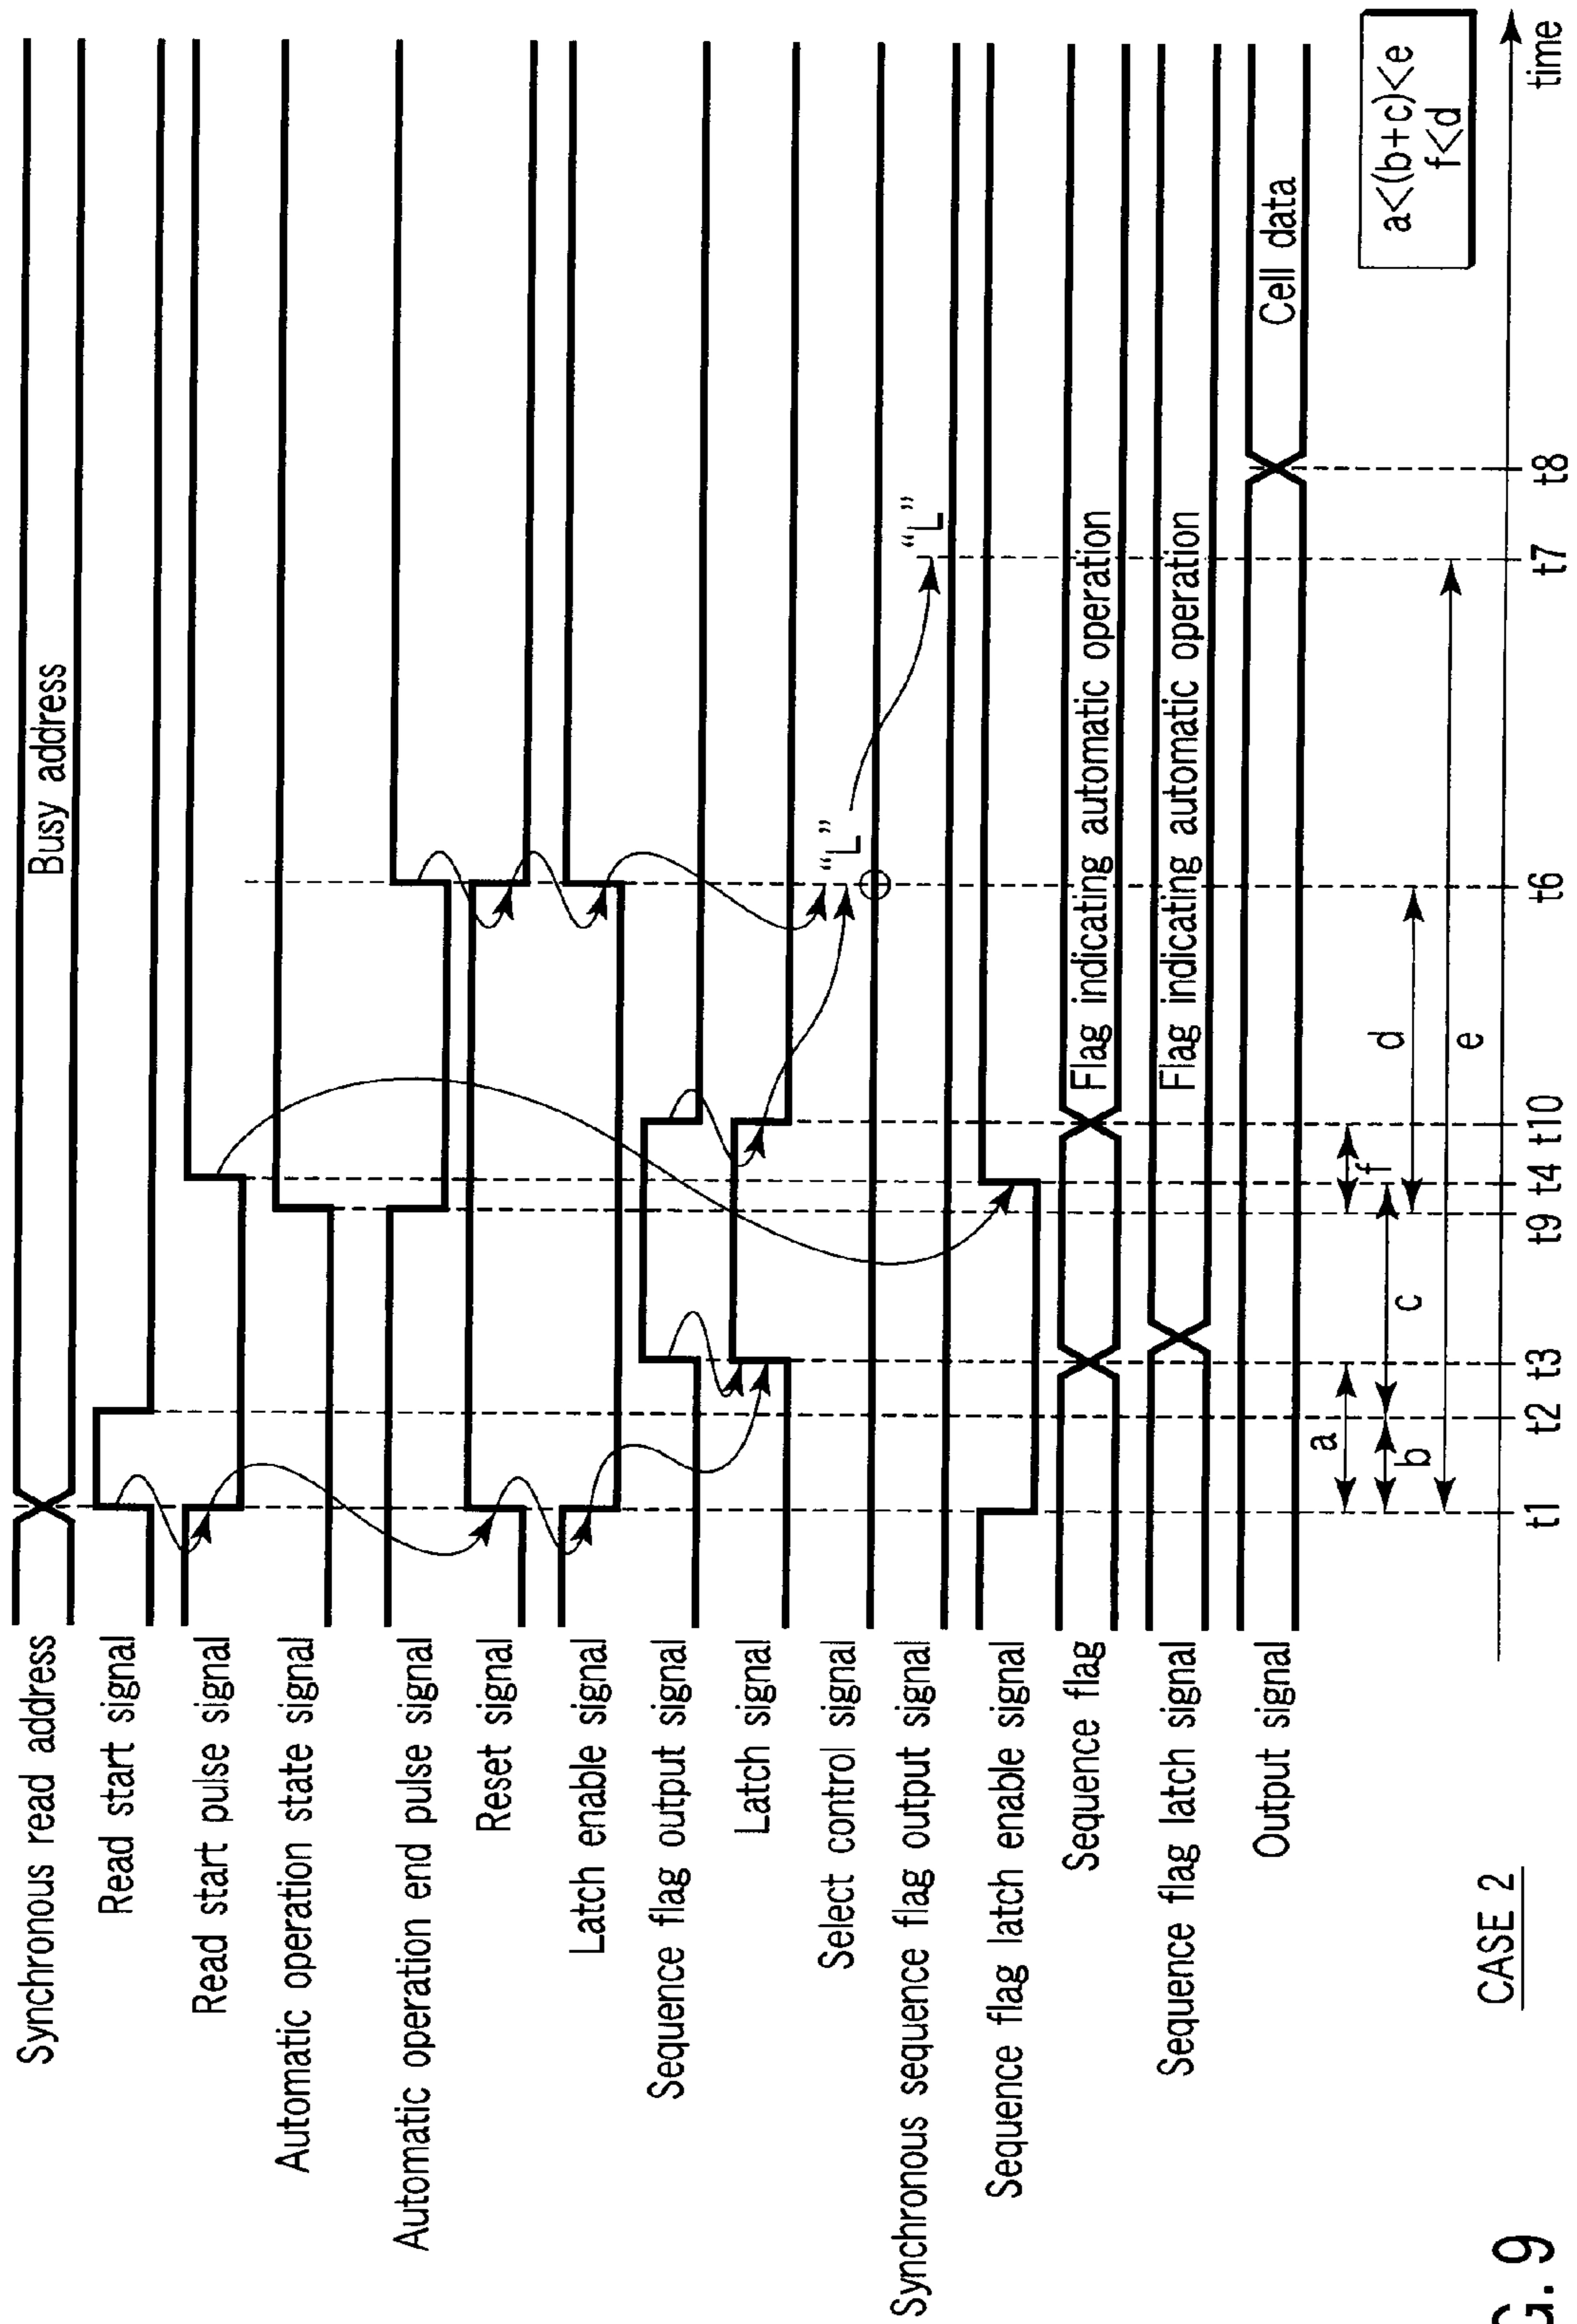 Synchronous read address
Busy address
Read start signal
Read start pulse signal
Automatic operation state signal
Automatic operation end pulse signal
Reset signal
Latch enable signal
Sequence flag output signal
Latch signal
Select control signal
“L”
Synchronous sequence flag output signal
“L”
Sequence flag latch enable signal
Sequence flag
Flag indicating automatic operation
Sequence flag latch signal
Flag indicating automatic operation
Output signal
Cell data
a
f
b
c
d
e
a<(b+c)<e
f<d
t1 t2 t3 t9 t4 t10 t6 t7 t8 time
CASE 2
G. 9